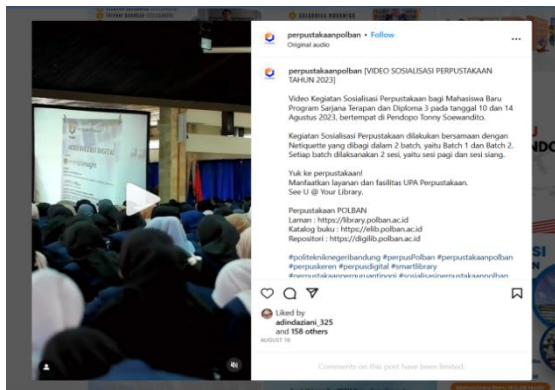 perpustakaanpolban • Follow
Original audio
perpustakaanpolban [VIDEO SOSIALISASI PERPUSTAKAAN
TAHUN 2023]
Video Kegiatan Sosialisasi Perpustakaan bagi Mahasiswa Baru
Program Sarjana Terapan dan Diploma 3 pada tanggal 10 dan 14
Agustus 2023, bertempat di Pendopo Tonny Soewandito.
Kegiatan Sosialisasi Perpustakaan dilakukan bersamaan dengan
Netiquette yang dibagi dalam 2 batch, yaitu Batch 1 dan Batch 2.
Setiap batch dilaksanakan 2 sesi, yaitu sesi pagi dan sesi siang.
Yuk ke perpustakaan!
Manfaatkan layanan dan fasilitas UPA Perpustakaan.
See U @ Your Library.
Perpustakaan POLBAN
Laman : https://library.polban.ac.id
Katalog buku : https://elib.polban.ac.id
Repositori : https://digilib.polban.ac.id
#politekniknegeribandung #perpusPolban #perpustakaanpolban
#perpuskeren #perpusdigital #smartlibrary
#perpustakaanperguruantinggi #sosialisasiperpustakaanpolban
Liked by
adindaziani_325
and 158 others
Comments on this post have been limited.